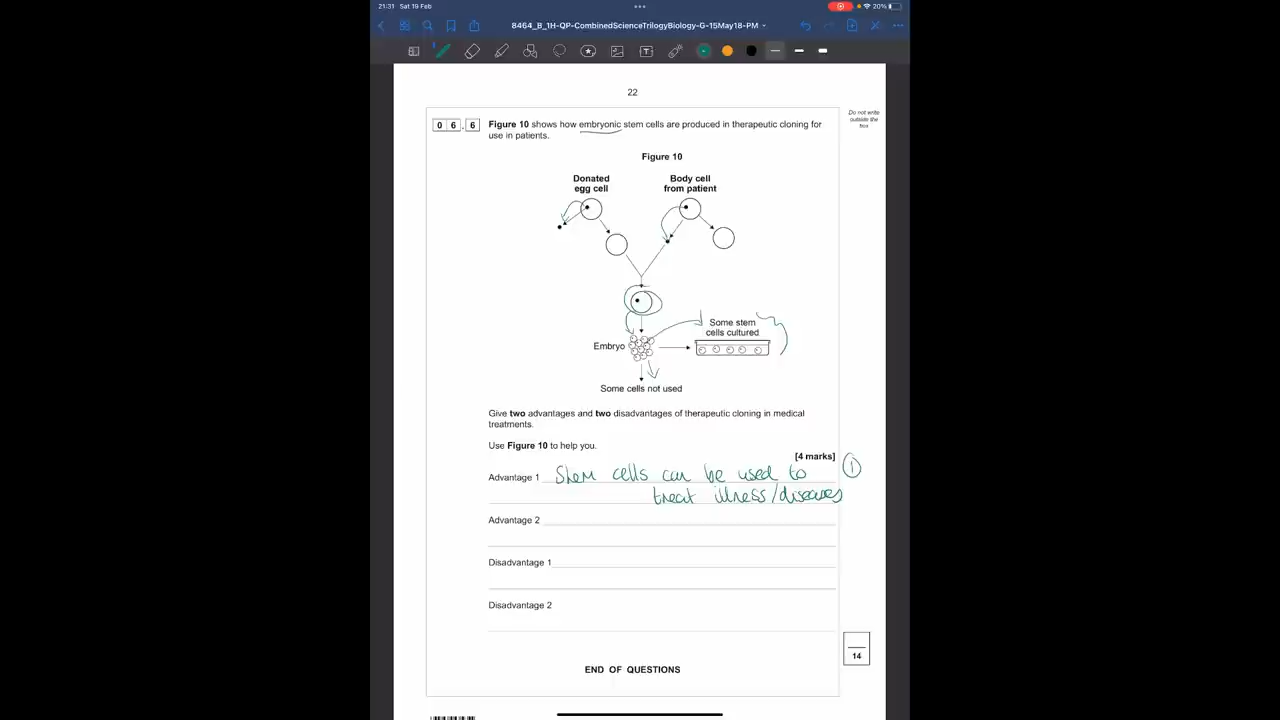 21:31 Sat 19 Feb
20%
8464_B_1H-QP-CombinedScienceTrilogyBiology-G-15May18-PM
22
Do not write
outside the
box
0 6 . 6
Figure 10 shows how embryonic stem cells are produced in therapeutic cloning for
use in patients.
Figure 10
Donated
egg cell
Body cell
from patient
Some stem
cells cultured
Embryo
Some cells not used
Give two advantages and two disadvantages of therapeutic cloning in medical
treatments.
Use Figure 10 to help you.
[4 marks]
Advantage 1 Stem cells can be used to 1
treat illness/diseases
Advantage 2
Disadvantage 1
Disadvantage 2
14
END OF QUESTIONS